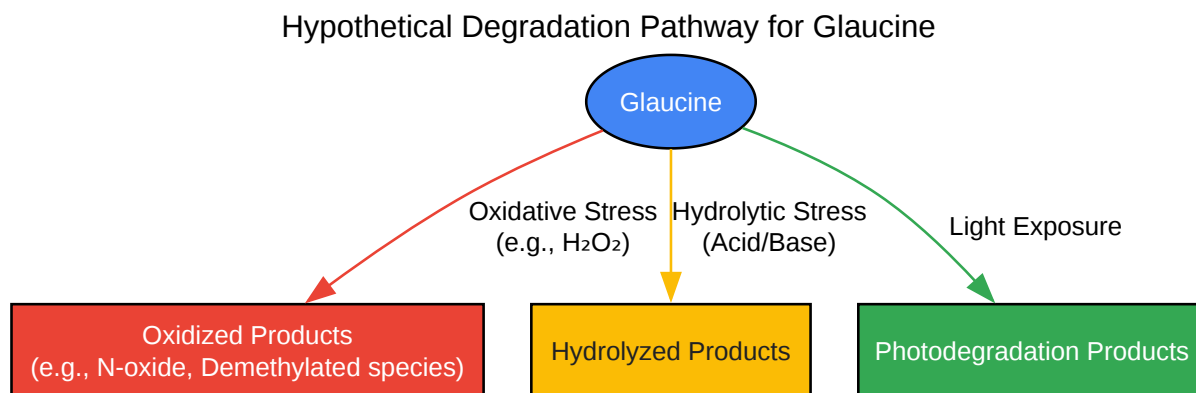 Hypothetical Degradation Pathway for Glaucine
Glaucine
Oxidative Stress
(e.g., H₂O₂)
Hydrolytic Stress
(Acid/Base)
Light Exposure
Oxidized Products
(e.g., N-oxide, Demethylated species)
Hydrolyzed Products
Photodegradation Products